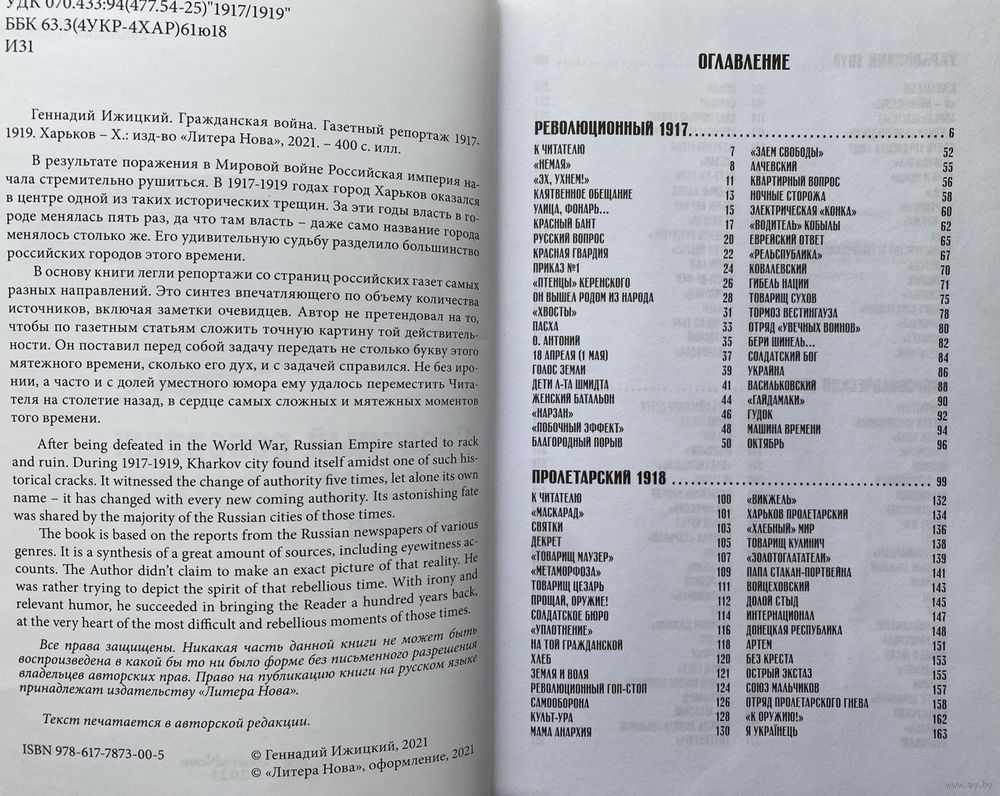 УДК 070.433:94(477.54-25)"1917/1919"
ББК 63.3(4УКР-4ХАР)61ю18
И31
Геннадий Ижицкий. Гражданская война. Газетный репортаж 1917-
1919. Харьков – Х.: изд-во «Литера Нова», 2021. – 400 с. илл.
В результате поражения в Мировой войне Российская империя на-
чала стремительно рушиться. В 1917-1919 годах город Харьков оказался
в центре одной из таких исторических трещин. За эти годы власть в го-
роде менялась пять раз, да что там власть – даже само название города
менялось столько же. Его удивительную судьбу разделило большинство
российских городов этого времени.
В основу книги легли репортажи со страниц российских газет самых
разных направлений. Это синтез впечатляющего по объему количества
источников, включая заметки очевидцев. Автор не претендовал на то,
чтобы по газетным статьям сложить точную картину той действитель-
ности. Он поставил перед собой задачу передать не столько букву этого
мятежного времени, сколько его дух, и с задачей справился. Не без иро-
нии, а часто и с долей уместного юмора ему удалось переместить Чита-
теля на столетие назад, в сердце самых сложных и мятежных моментов
того времени.
After being defeated in the World War, Russian Empire started to rack
and ruin. During 1917-1919, Kharkov city found itself amidst one of such his-
torical cracks. It witnessed the change of authority five times, let alone its own
name – it has changed with every new coming authority. Its astonishing fate
was shared by the majority of the Russian cities of those times.
The book is based on the reports from the Russian newspapers of various
genres. It is a synthesis of a great amount of sources, including eyewitness ac-
counts. The Author didn't claim to make an exact picture of that reality. He
was rather trying to depict the spirit of that rebellious time. With irony and
relevant humor, he succeeded in bringing the Reader a hundred years back,
at the very heart of the most difficult and rebellious moments of those times.
Все права защищены. Никакая часть данной книги не может быть
воспроизведена в какой бы то ни было форме без письменного разрешения
владельцев авторских прав. Право на публикацию книги на русском языке
принадлежат издательству «Литера Нова».
Текст печатается в авторской редакции.
ISBN 978-617-7873-00-5
© Геннадий Ижицкий, 2021
© «Литера Нова», оформление, 2021
ОГЛАВЛЕНИЕ
РЕВОЛЮЦИОННЫЙ 1917 6
К ЧИТАТЕЛЮ 7
«НЕМАЯ» 8
«ЭХ, УХНЕМ!» 11
КЛЯТВЕННОЕ ОБЕЩАНИЕ 13
УЛИЦА, ФОНАРЬ... 15
КРАСНЫЙ БАНТ 17
РУССКИЙ ВОПРОС 20
КРАСНАЯ ГВАРДИЯ 22
ПРИКАЗ №1 24
«ПТЕНЦЫ» КЕРЕНСКОГО 26
ОН ВЫШЕЛ РОДОМ ИЗ НАРОДА 28
«ХВОСТЫ» 31
ПАСХА 33
О. АНТОНИЙ 35
18 АПРЕЛЯ (1 МАЯ) 37
ГОЛОС ЗЕМЛИ 39
ДЕТИ Л-ТА ШМИДТА 41
ЖЕНСКИЙ БАТАЛЬОН 44
«НАРЗАН» 46
«ПОБОЧНЫЙ ЭФФЕКТ» 48
БЛАГОРОДНЫЙ ПОРЫВ 50
«ЗАЕМ СВОБОДЫ» 52
АЛЧЕВСКИЙ 55
КВАРТИРНЫЙ ВОПРОС 56
НОЧНЫЕ СТОРОЖА 58
ЭЛЕКТРИЧЕСКАЯ «КОНКА» 60
«ВОДИТЕЛЬ» КОБЫЛЫ 62
ЕВРЕЙСКИЙ ОТВЕТ 65
«РЕЛЬСПУБЛИКА» 67
КОВАЛЕВСКИЙ 70
ГИБЕЛЬ НАЦИИ 71
ТОВАРИЩ СУХОВ 75
ТОРМОЗ ВЕСТИНГАУЗА 78
ОТРЯД «УВЕЧНЫХ ВОИНОВ» 80
БЕРИ ШИНЕЛЬ... 82
СОЛДАТСКИЙ БОГ 84
УКРАЙНА 86
ВАСИЛЬКОВСКИЙ 88
«ГАЙДАМАКИ» 90
ГУДОК 92
МАШИНА ВРЕМЕНИ 94
ОКТЯБРЬ 96
ПРОЛЕТАРСКИЙ 1918 99
К ЧИТАТЕЛЮ 100
«МАСКАРАД» 101
СВЯТКИ 103
ДЕКРЕТ 105
«ТОВАРИЩ МАУЗЕР» 107
«МЕТАМОРФОЗА» 109
ТОВАРИЩ ЦЕЗАРЬ 111
ПРОЩАЙ, ОРУЖИЕ! 112
СОЛДАТСКОЕ БЮРО 114
«УПЛОТНЕНИЕ» 116
НА ТОЙ ГРАЖДАНСКОЙ 118
ХЛЕБ 120
ЗЕМЛЯ И ВОЛЯ 121
РЕВОЛЮЦИОННЫЙ ГОП-СТОП 124
САМООБОРОНА 126
КУЛЬТ-УРА 128
МАМА АНАРХИЯ 130
«ВИКЖЕЛЬ» 132
ХАРЬКОВ ПРОЛЕТАРСКИЙ 134
«ХЛЕБНЫЙ» МИР 136
ТОВАРИЩ КУЛИНИЧ 138
«ЗОЛОТОГЛАТАТЕЛИ» 139
ПАПА СТАКАН-ПОРТВЕЙНА 141
ВОЙЦЕХОВСКИЙ 143
ДОЛОЙ СТЫД 145
ИНТЕРНАЦИОНАЛ 147
ДОНЕЦКАЯ РЕСПУБЛИКА 148
АРТЕМ 151
БЕЗ КРЕСТА 153
ОСТРЫЙ ЭКСТАЗ 155
СОЮЗ МАЛЬЧИКОВ 157
ОТРЯД ПРОЛЕТАРСКОГО ГНЕВА 158
«К ОРУЖИЮ!» 162
Я УКРАЇНЕЦЬ 163
www.ay.by